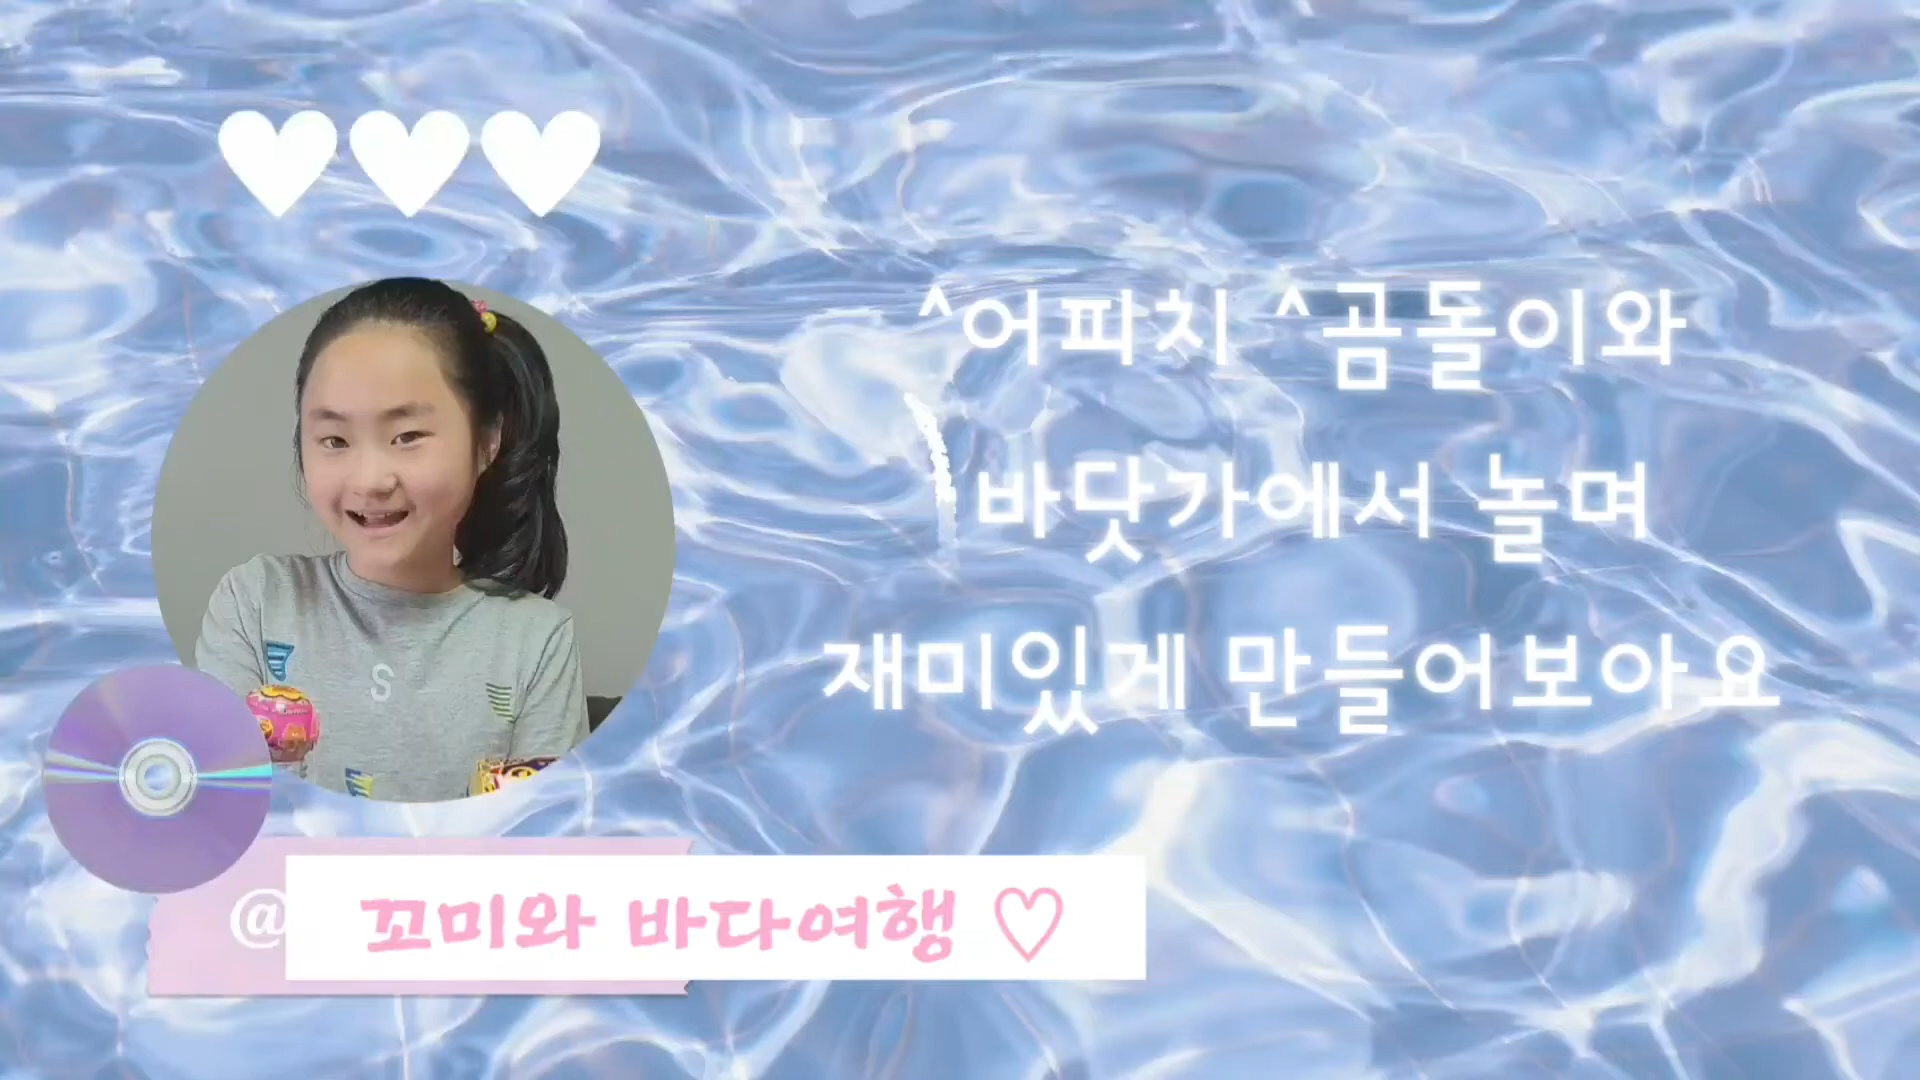 ^어피치 ^곰돌이와
바닷가에서 놀며
재미있게 만들어보아요
S
@
꼬미와 바다여행 ♡